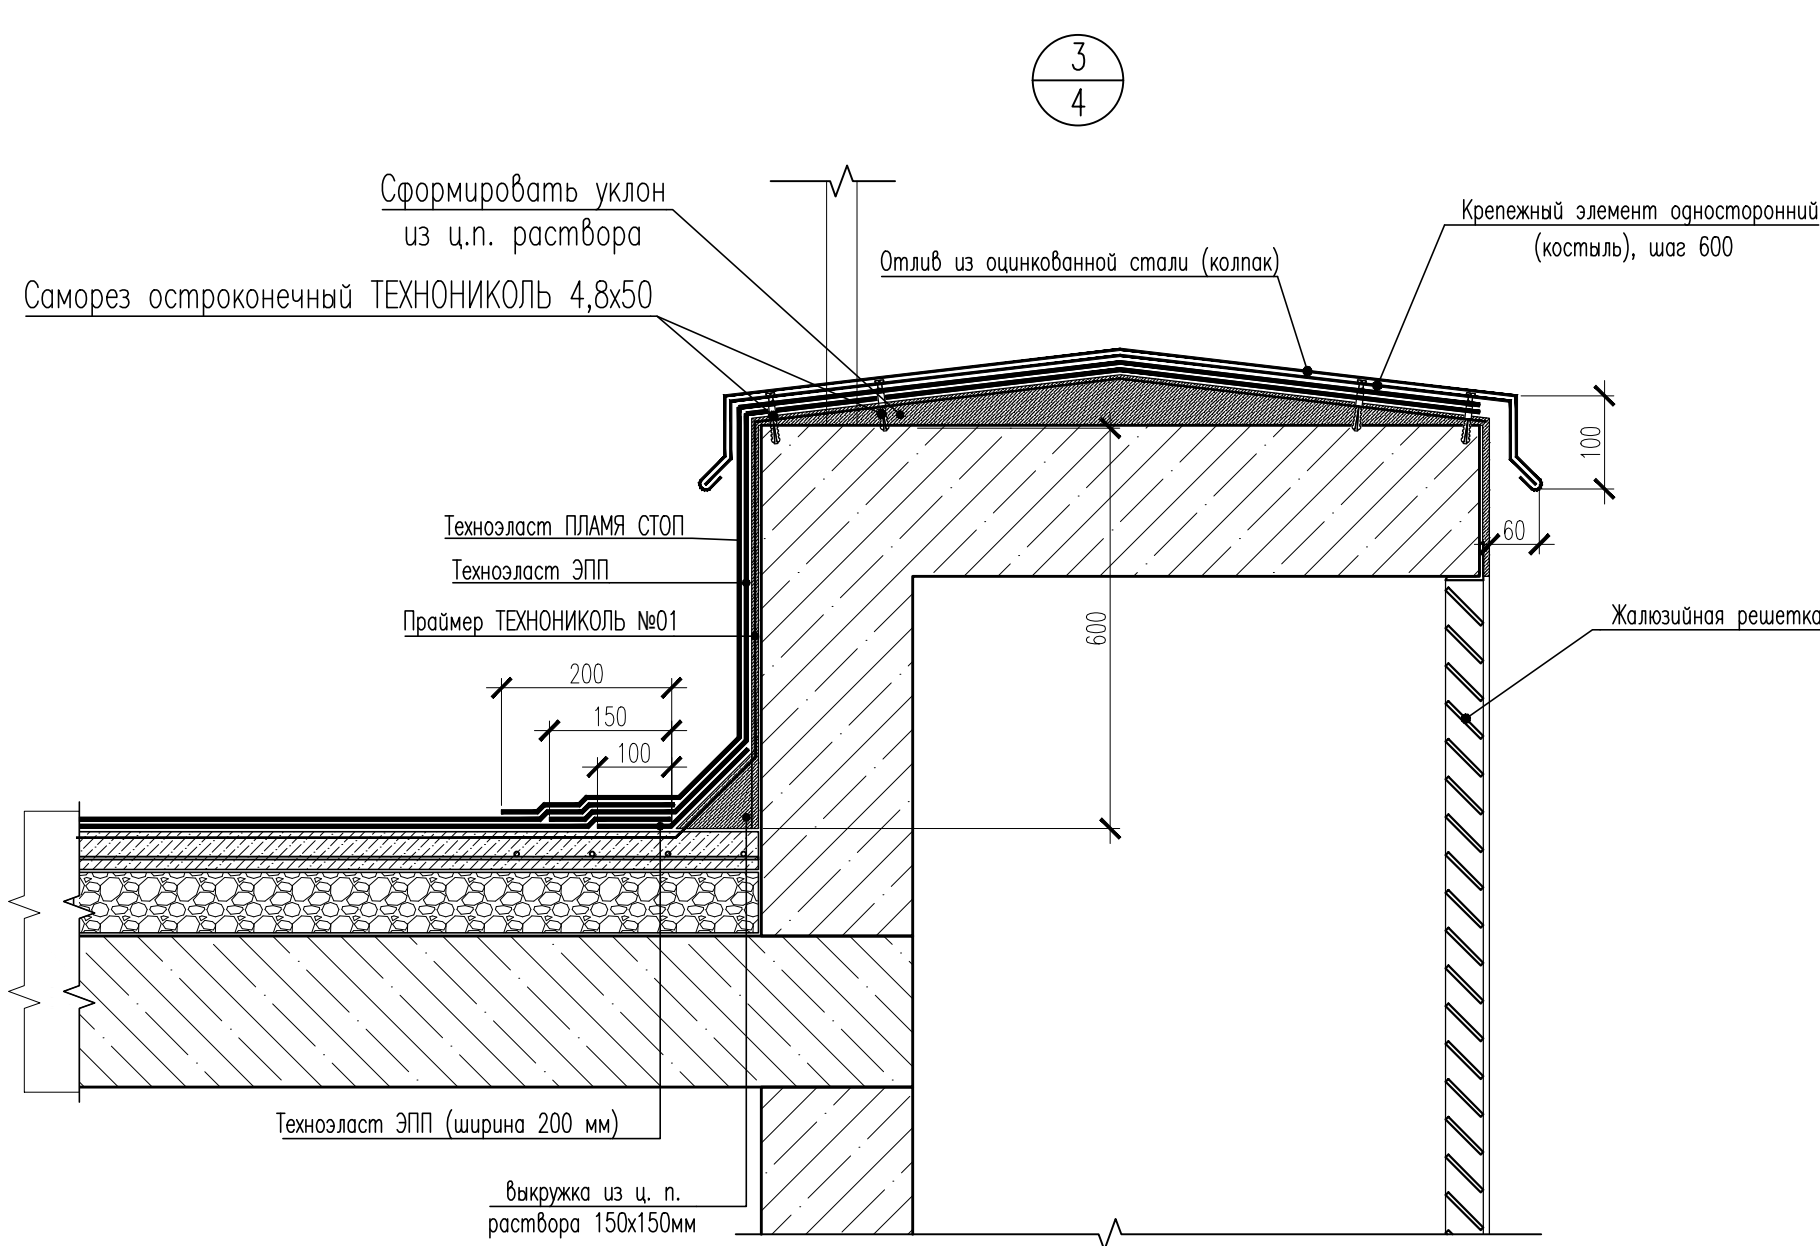 3
4
Сформировать уклон
из ц.п. раствора
Саморез остроконечный ТЕХНОНИКОЛЬ 4,8х50
Отлив из оцинкованной стали (колпак)
Крепежный элемент односторонний
(костыль), шаг 600
100
60
Техноэласт ПЛАМЯ СТОП
Техноэласт ЭПП
Праймер ТЕХНОНИКОЛЬ №01
600
Жалюзийная решетка
200
150
100
Техноэласт ЭПП (ширина 200 мм)
выкружка из ц. п.
раствора 150х150мм